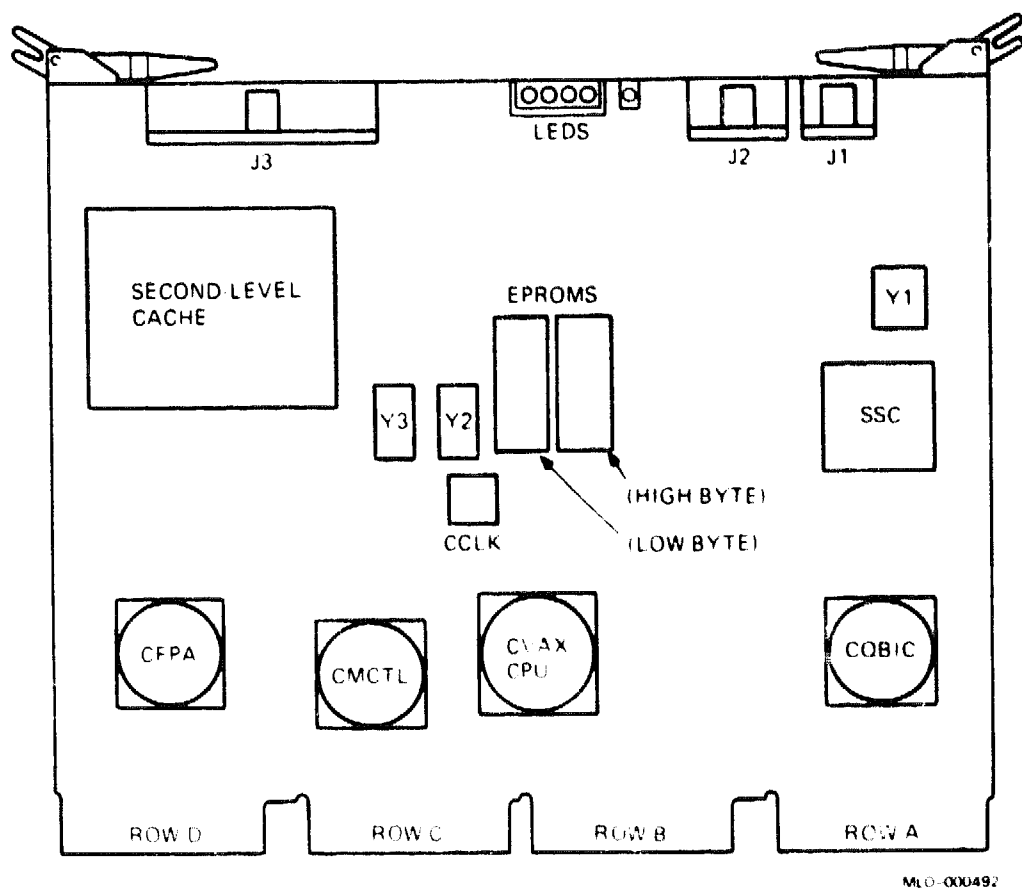 LEDS
J3
J2
J1
SECOND-LEVEL
CACHE
EPROMS
Y1
Y3
Y2
SSC
(HIGH BYTE)
CCLK
(LOW BYTE)
CFPA
CMCTL
CVAX
CPU
CQBIC
ROW D
ROW C
ROW B
ROW A
MLO-000492